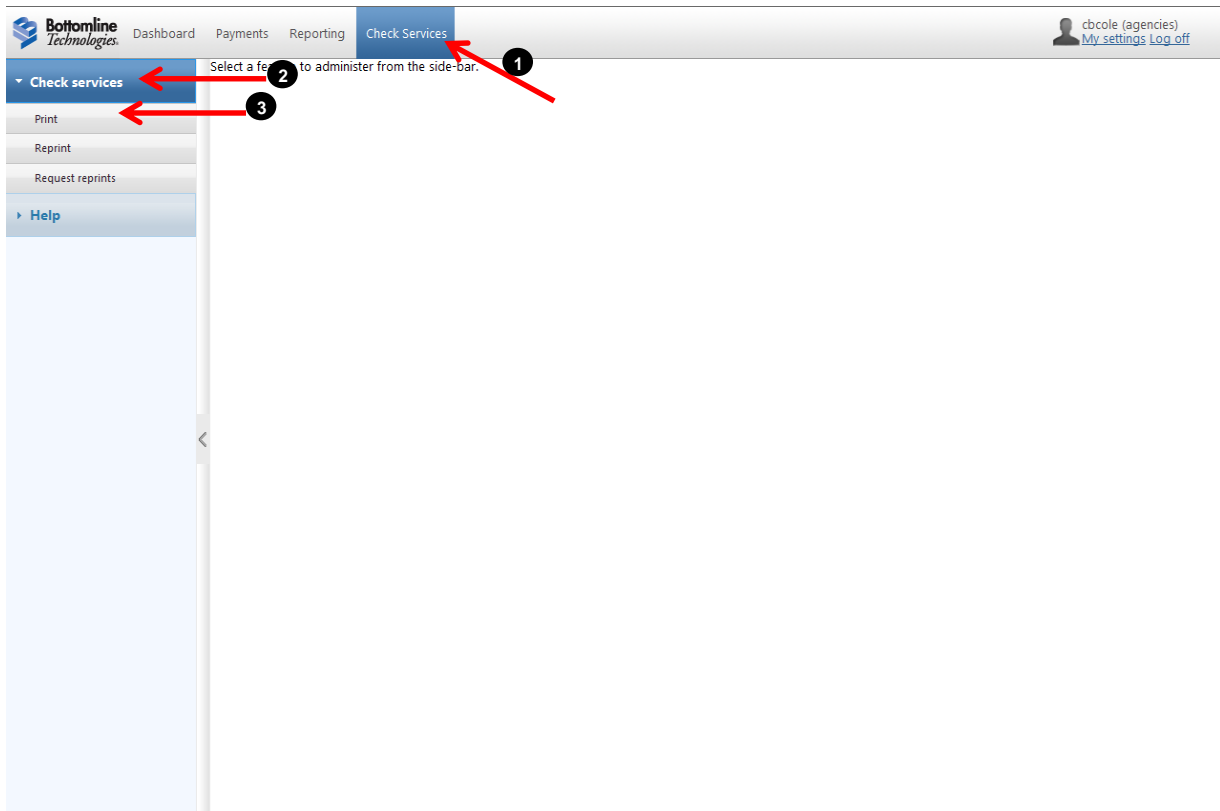 Bottomline
Technologies.
Dashboard Payments Reporting Check Services
cbcole (agencies)
My settings Log off
1
Select a fe to administer from the side-bar.
2
Check services
3
Print
Reprint
Request reprints
Help